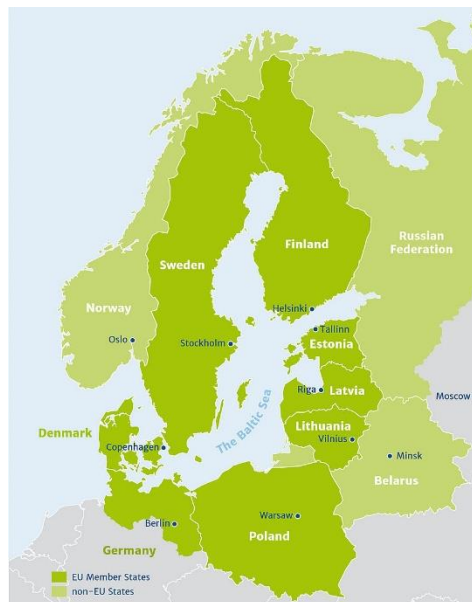 Russian
Federation
Finland
Sweden
Norway
Helsinki
Tallinn
Oslo
Stockholm
Estonia
Riga
Latvia
Moscow
The Baltic Sea
Lithuania
Denmark
Copenhagen
Vilnius
Minsk
Belarus
Berlin
Warsaw
Poland
Germany
EU Member States
non-EU States